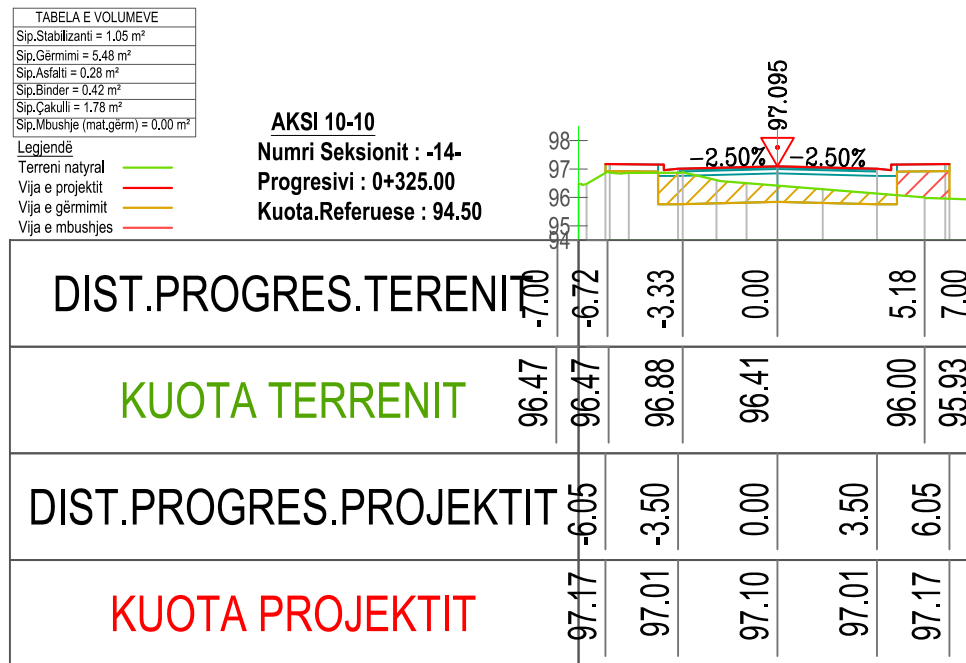 TABELA E VOLUMEVE
Sip.Stabilizanti = 1.05 m²
Sip.Gërmimi = 5.48 m²
Sip.Asfalti = 0.28 m²
Sip.Binder = 0.42 m²
Sip.Çakulli = 1.78 m²
Sip.Mbushje (mat.gërm) = 0.00 m²
Legjendë
Terreni natyral
Vija e projektit
Vija e gërmimit
Vija e mbushjes
AKSI 10-10
Numri Seksionit : -14-
Progresivi : 0+325.00
Kuota.Referuese : 94.50
97.095
98
97
96
95
94
-2.50% -2.50%
DIST.PROGRES.TERENIT -7.00 -6.72 -3.33 0.00 5.18 7.00
KUOTA TERRENIT 96.47 96.47 96.88 96.41 96.00 95.93
DIST.PROGRES.PROJEKTIT -6.05 -3.50 0.00 3.50 6.05
KUOTA PROJEKTIT 97.17 97.01 97.10 97.01 97.17